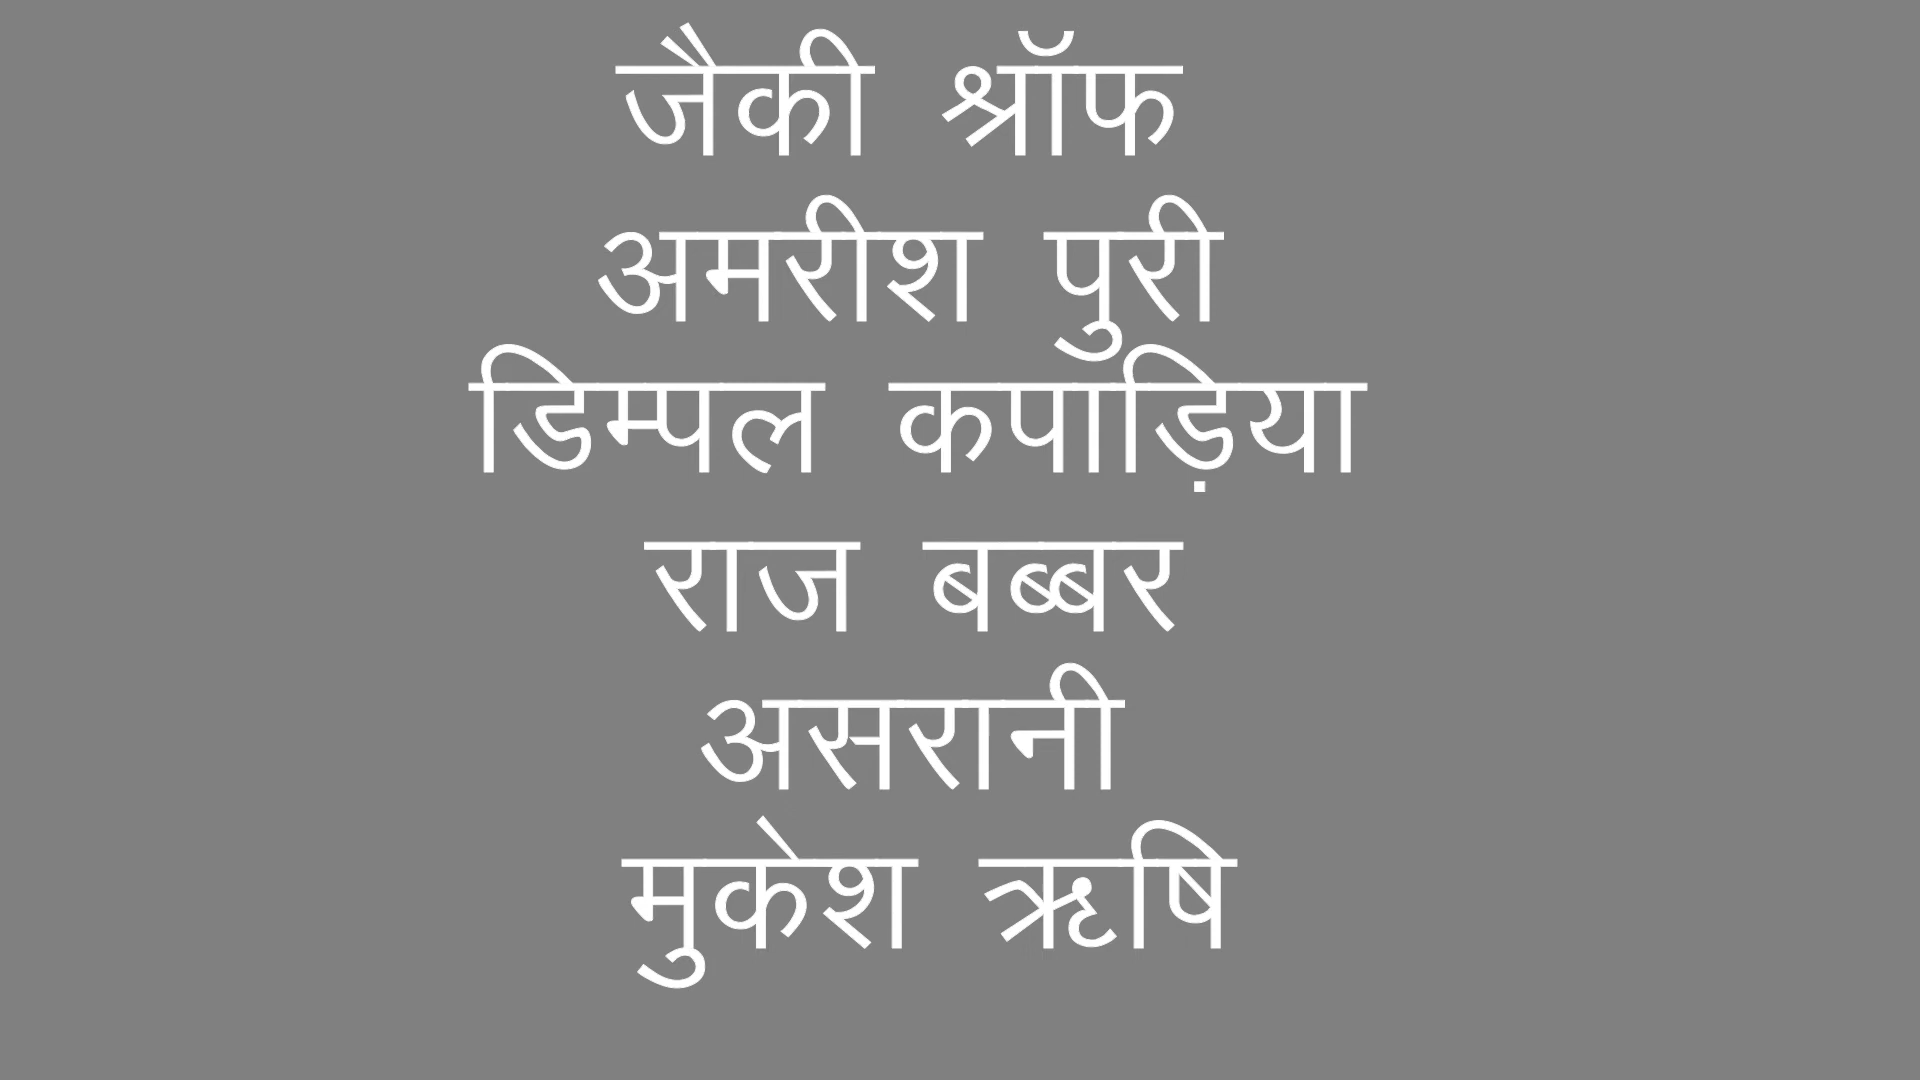 जैकी श्रॉफ
अमरीश पुरी
डिम्पल कपाड़िया
राज बब्बर
असरानी
मुकेश ऋषि